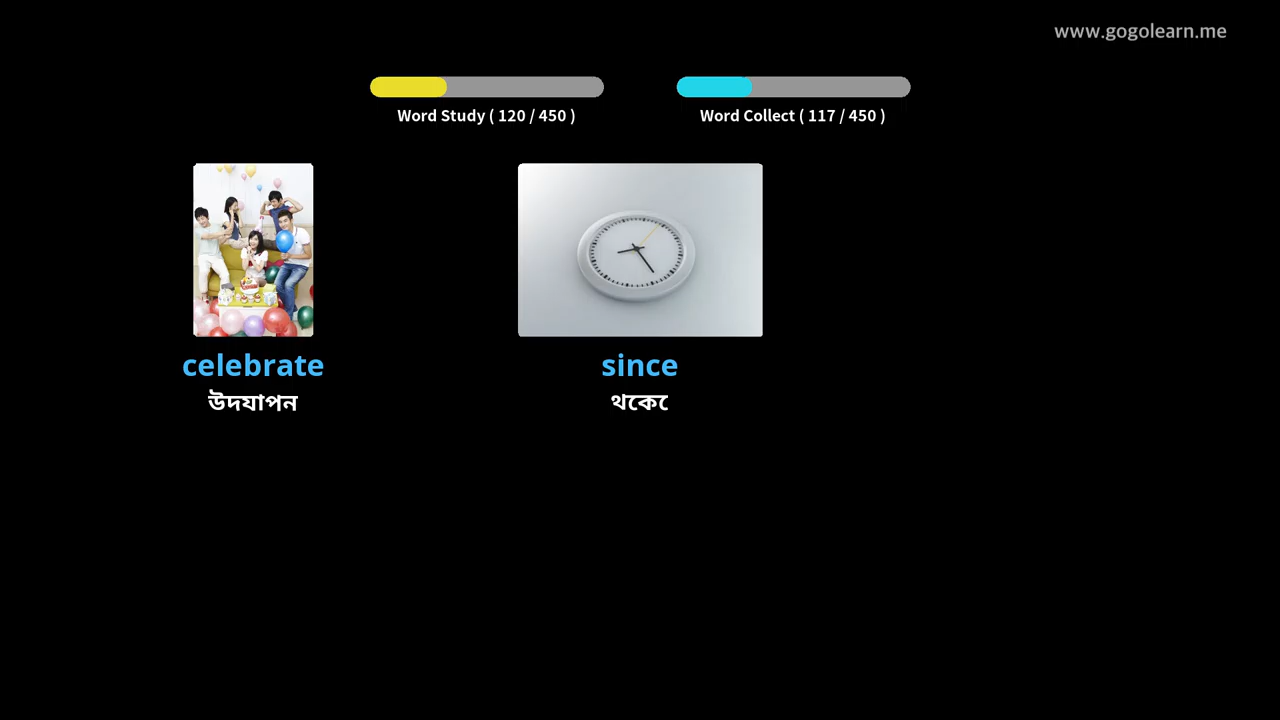 www.gogolearn.me
Word Study ( 120 / 450 )
Word Collect ( 117 / 450 )
celebrate
since
উদযাপন
থেকে